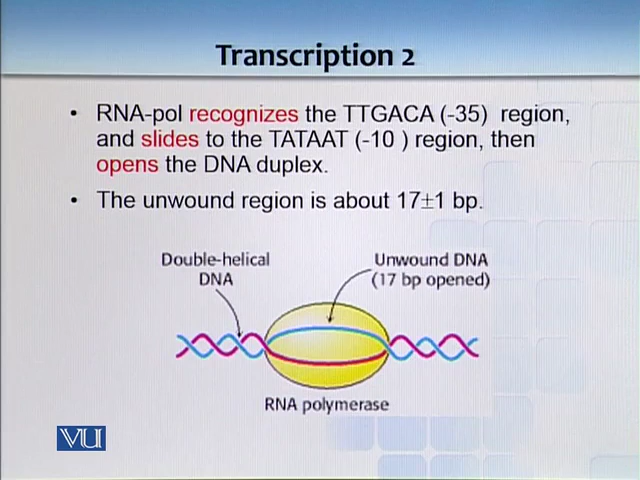 Transcription 2
• RNA-pol recognizes the TTGACA (-35) region,
and slides to the TATAAT (-10 ) region, then
opens the DNA duplex.
• The unwound region is about 17±1 bp.
Double-helical
DNA
Unwound DNA
(17 bp opened)
RNA polymerase
VU